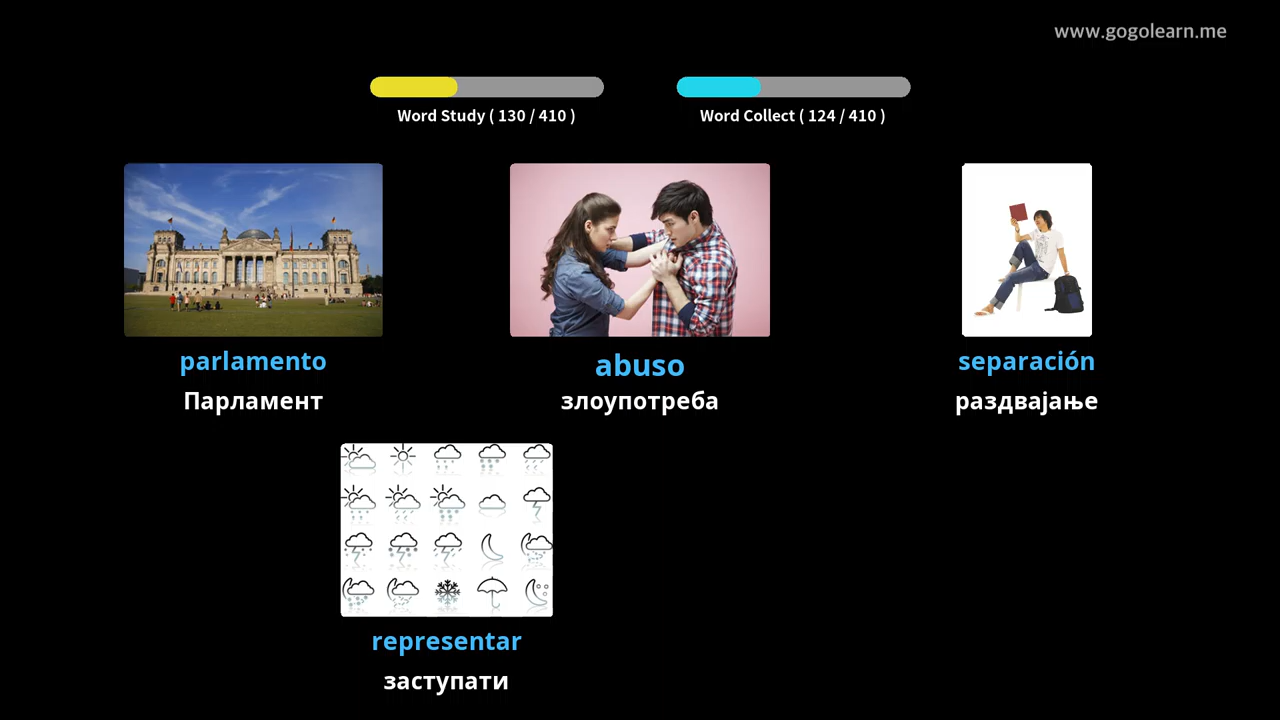 www.gogolearn.me
Word Study ( 130 / 410 )
Word Collect ( 124 / 410 )
parlamento
Парламент
abuso
злоупотреба
separación
раздвајање
representar
заступати